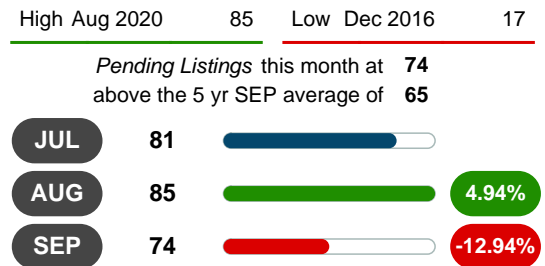 High Aug 2020 85 Low Dec 2016 17
Pending Listings this month at 74
above the 5 yr SEP average of 65
JUL 81
AUG 85 4.94%
SEP 74 -12.94%